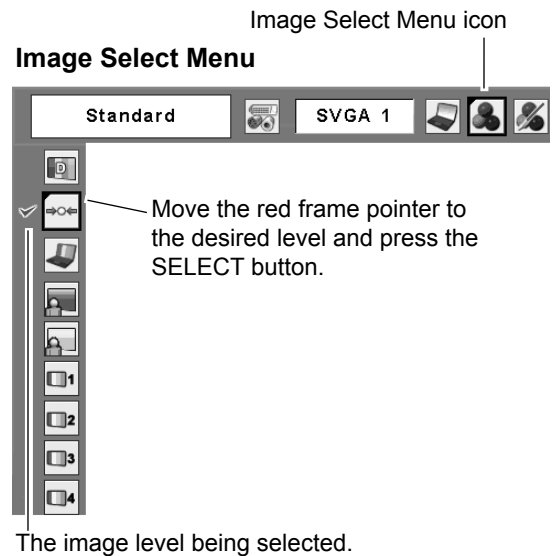 Image Select Menu icon
Image Select Menu
Standard
SVGA 1
D
Move the red frame pointer to
the desired level and press the
SELECT button.
1
2
3
4
The image level being selected.